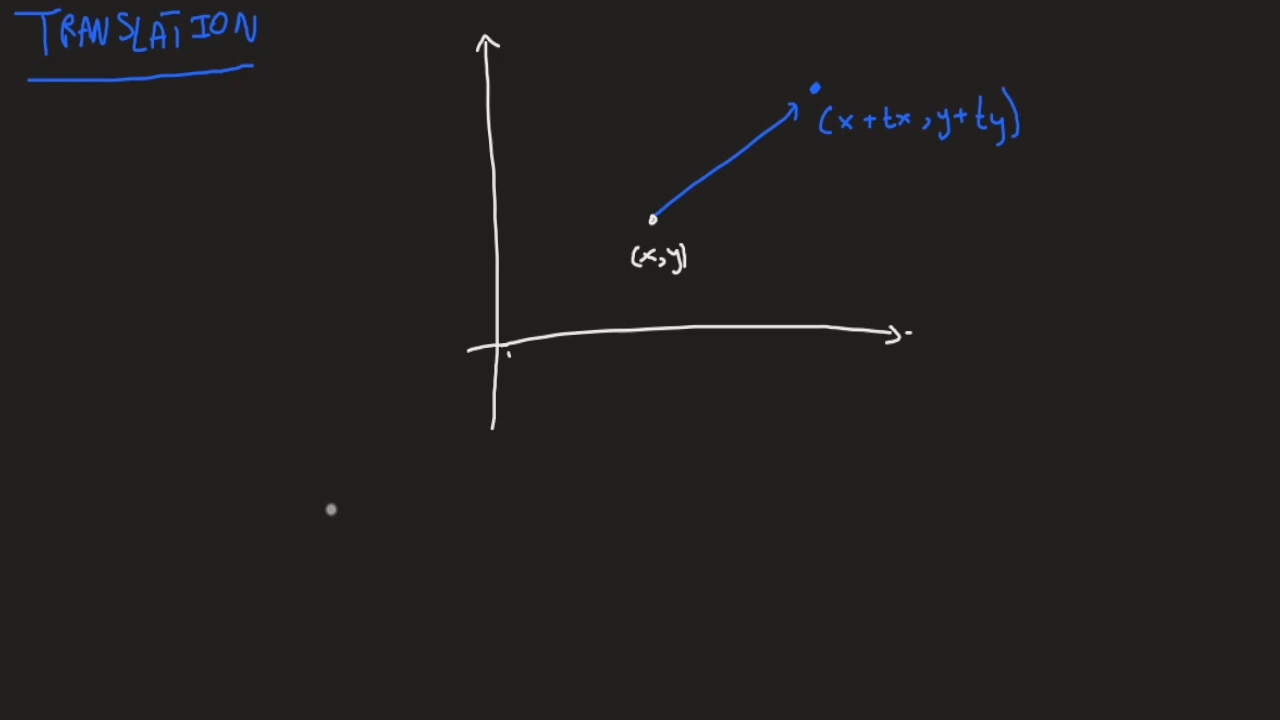 TRANSLATION
(x+tx, y+ty)
(x,y)